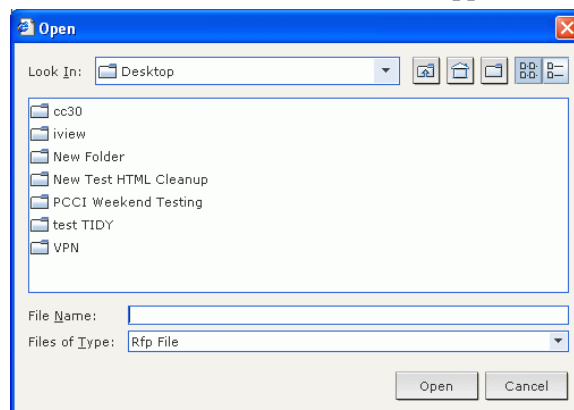 Open
Look In: Desktop
cc30
iview
New Folder
New Test HTML Cleanup
PCCI Weekend Testing
test TIDY
VPN
File Name:
Files of Type: Rfp File
Open Cancel